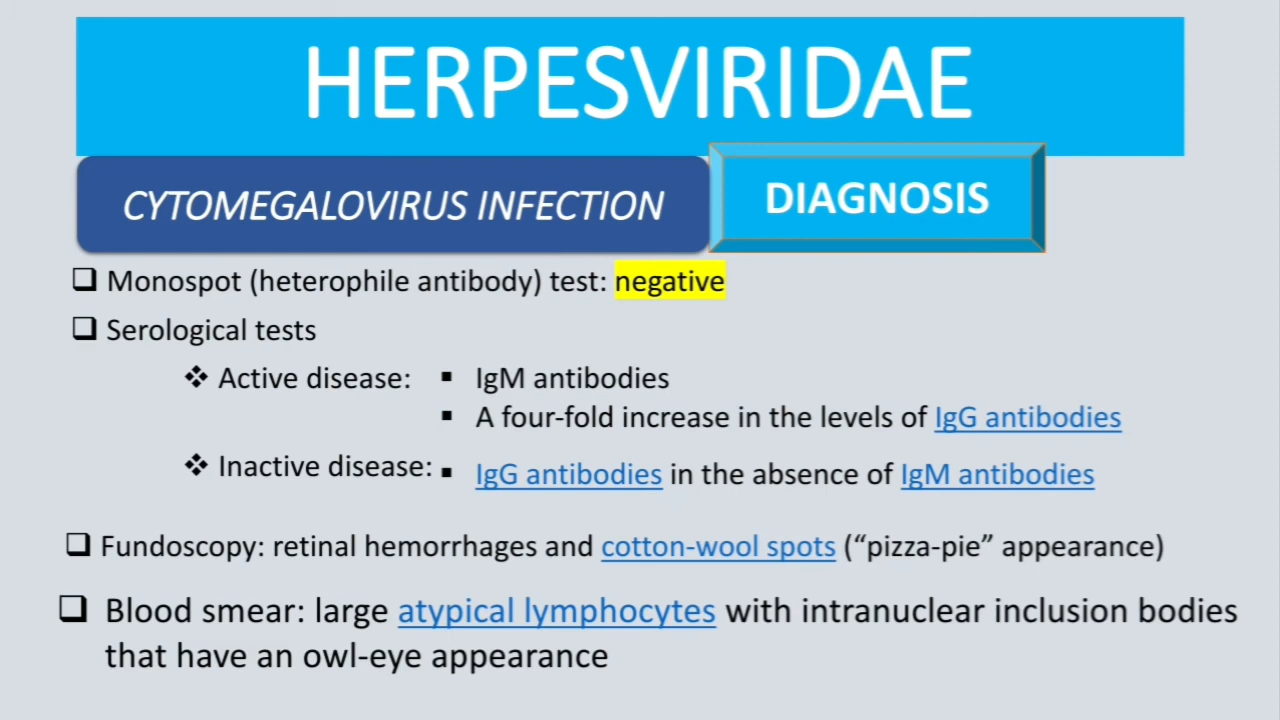 HERPESVIRIDAE
CYTOMEGALOVIRUS INFECTION
DIAGNOSIS
❑ Monospot (heterophile antibody) test: negative
❑ Serological tests
❖ Active disease: ▪ IgM antibodies
▪ A four-fold increase in the levels of IgG antibodies
❖ Inactive disease: ▪ IgG antibodies in the absence of IgM antibodies
❑ Fundoscopy: retinal hemorrhages and cotton-wool spots (“pizza-pie” appearance)
❑ Blood smear: large atypical lymphocytes with intranuclear inclusion bodies
that have an owl-eye appearance